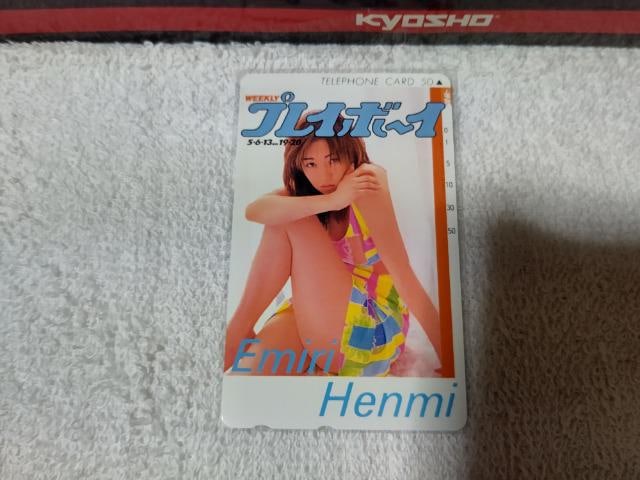 KYOSHO
TELEPHONE CARD 50▲
WEEKLY
プレイボーイ
5·6-13 NO. 19·20
0
1
5
10
30
50
Emiri
Henmi